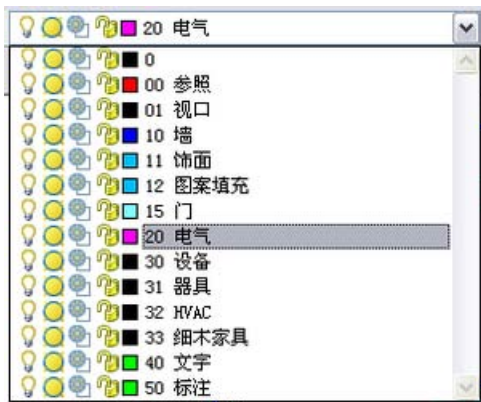 20 电气
0
00 参照
01 视口
10 墙
11 饰面
12 图案填充
15 门
20 电气
30 设备
31 器具
32 HVAC
33 细木家具
40 文字
50 标注